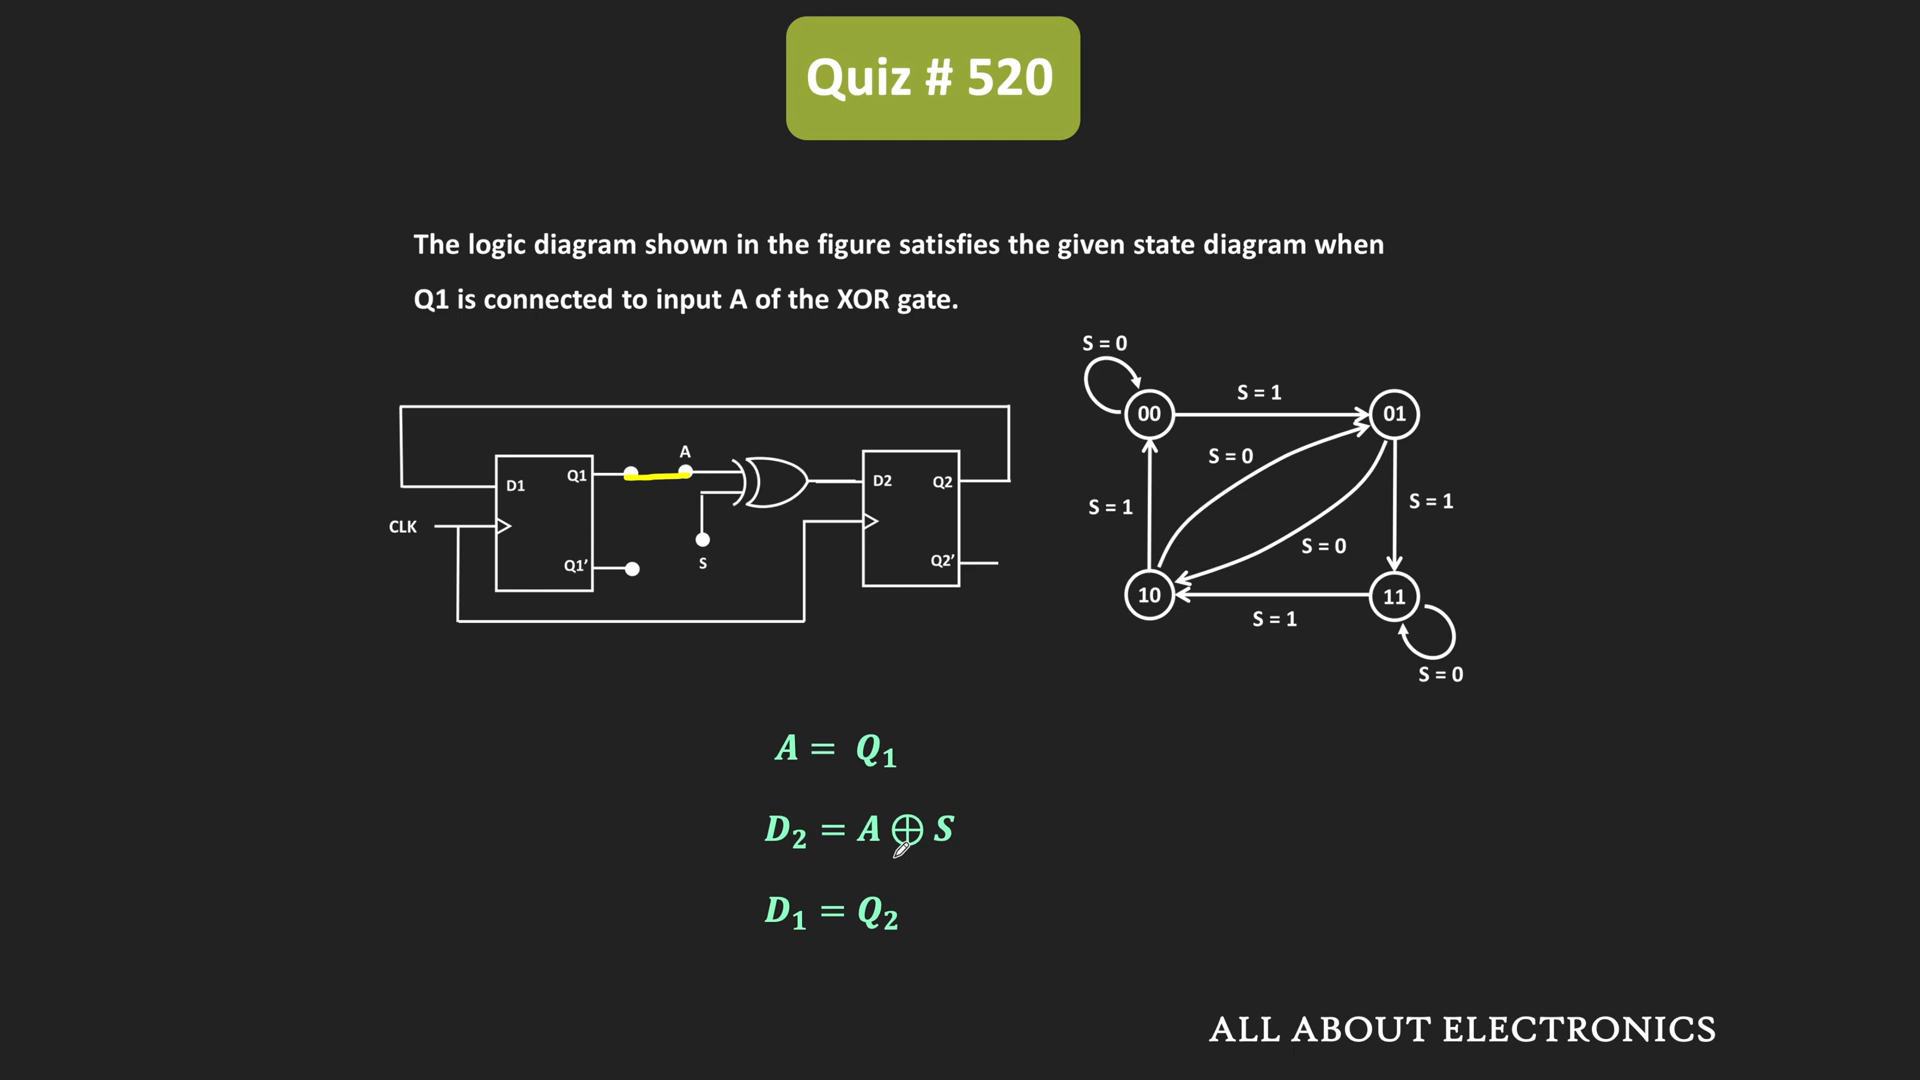 Quiz # 520
The logic diagram shown in the figure satisfies the given state diagram when
Q1 is connected to input A of the XOR gate.
S = 0
00
S = 1
01
S = 0
S = 1
S = 1
S = 0
10
11
S = 1
S = 0
A
D1
Q1
D2
Q2
CLK
Q1’
S
Q2’
A = Q1
D2 = A ⊕ S
D1 = Q2
ALL ABOUT ELECTRONICS